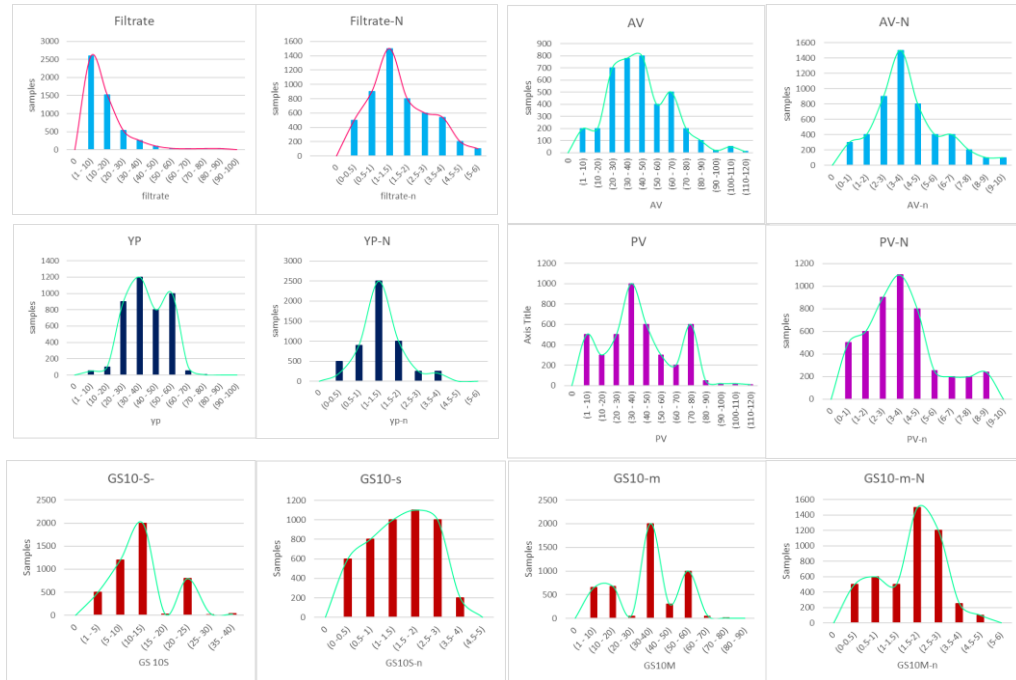 Filtrate
samples
3000
2500
2000
1500
1000
500
0
0
(1 - 10)
(10 -20)
(20 - 30)
(30 - 40)
(40 - 50)
(50 - 60)
(60 - 70)
(70 - 80)
(80 - 90)
(90 -100)
filtrate
Filtrate-N
samples
1600
1400
1200
1000
800
600
400
200
0
0
(0-0.5)
(0.5-1)
(1-1.5)
(1.5-2)
(2.5-3)
(3.5-4)
(4.5-5)
(5-6)
filtrate-n
AV
samples
900
800
700
600
500
400
300
200
100
0
0
(1 - 10)
(10 -20)
(20 - 30)
(30 - 40)
(40 - 50)
(50 - 60)
(60 - 70)
(70 - 80)
(80 - 90)
(90 -100)
(100-110)
(110-120)
AV
AV-N
samples
1600
1400
1200
1000
800
600
400
200
0
0
(0-1)
(1-2)
(2-3)
(3-4)
(4-5)
(5-6)
(6-7)
(7-8)
(8-9)
(9-10)
AV-n
YP
samples
1400
1200
1000
800
600
400
200
0
0
(1 - 10)
(10 -20)
(20 - 30)
(30 - 40)
(40 - 50)
(50 - 60)
(60 - 70)
(70 - 80)
(80 - 90)
(90-100)
yp
YP-N
samples
3000
2500
2000
1500
1000
500
0
0
(0-0.5)
(0.5-1)
(1-1.5)
(1.5-2)
(2.5-3)
(3.5-4)
(4.5-5)
(5-6)
yp-n
PV
Axis Title
1200
1000
800
600
400
200
0
0
(1 - 10)
(10 -20)
(20 - 30)
(30 - 40)
(40 - 50)
(50 - 60)
(60 - 70)
(70 - 80)
(80 - 90)
(90 -100)
(100-110)
(110-120)
PV
PV-N
samples
1200
1000
800
600
400
200
0
0
(0-1)
(1-2)
(2-3)
(3-4)
(4-5)
(5-6)
(6-7)
(7-8)
(8-9)
(9-10)
PV-n
GS10-S-
Samples
2500
2000
1500
1000
500
0
0
(1 - 5)
(5-10)
(10-15)
(15 - 20)
(20 - 25)
(25- 30)
(35 - 40)
GS 10S
GS10-s
Samples
1200
1000
800
600
400
200
0
0
(0-0.5)
(0.5- 1)
(1- 1.5)
(1.5 - 2)
(2.5- 3)
(3.5- 4)
(4.5-5)
GS10S-n
GS10-m
Samples
2500
2000
1500
1000
500
0
0
(1 - 10)
(10 - 20)
(20 - 30)
(30-40)
(40 - 50)
(50 - 60)
(60 - 70)
(70 - 80)
(80 - 90)
GS10M
GS10-m-N
Samples
1600
1400
1200
1000
800
600
400
200
0
0
(0-0.5)
(0.5-1)
(1-1.5)
(1.5-2)
(2.5-3)
(3.5-4)
(4.5-5)
(5-6)
GS10M-n